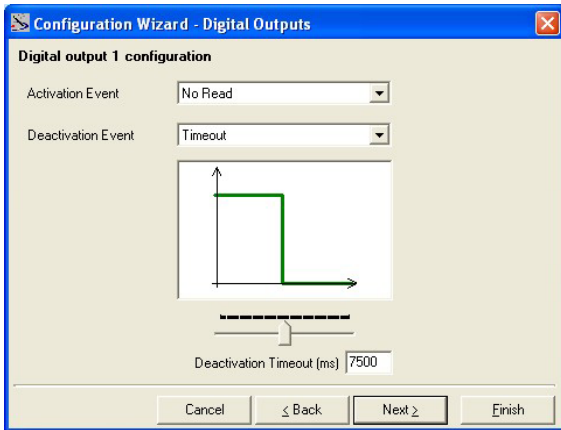 Configuration Wizard - Digital Outputs
Digital output 1 configuration
Activation Event No Read
Deactivation Event Timeout
Deactivation Timeout (ms) 7500
Cancel < Back Next > Finish